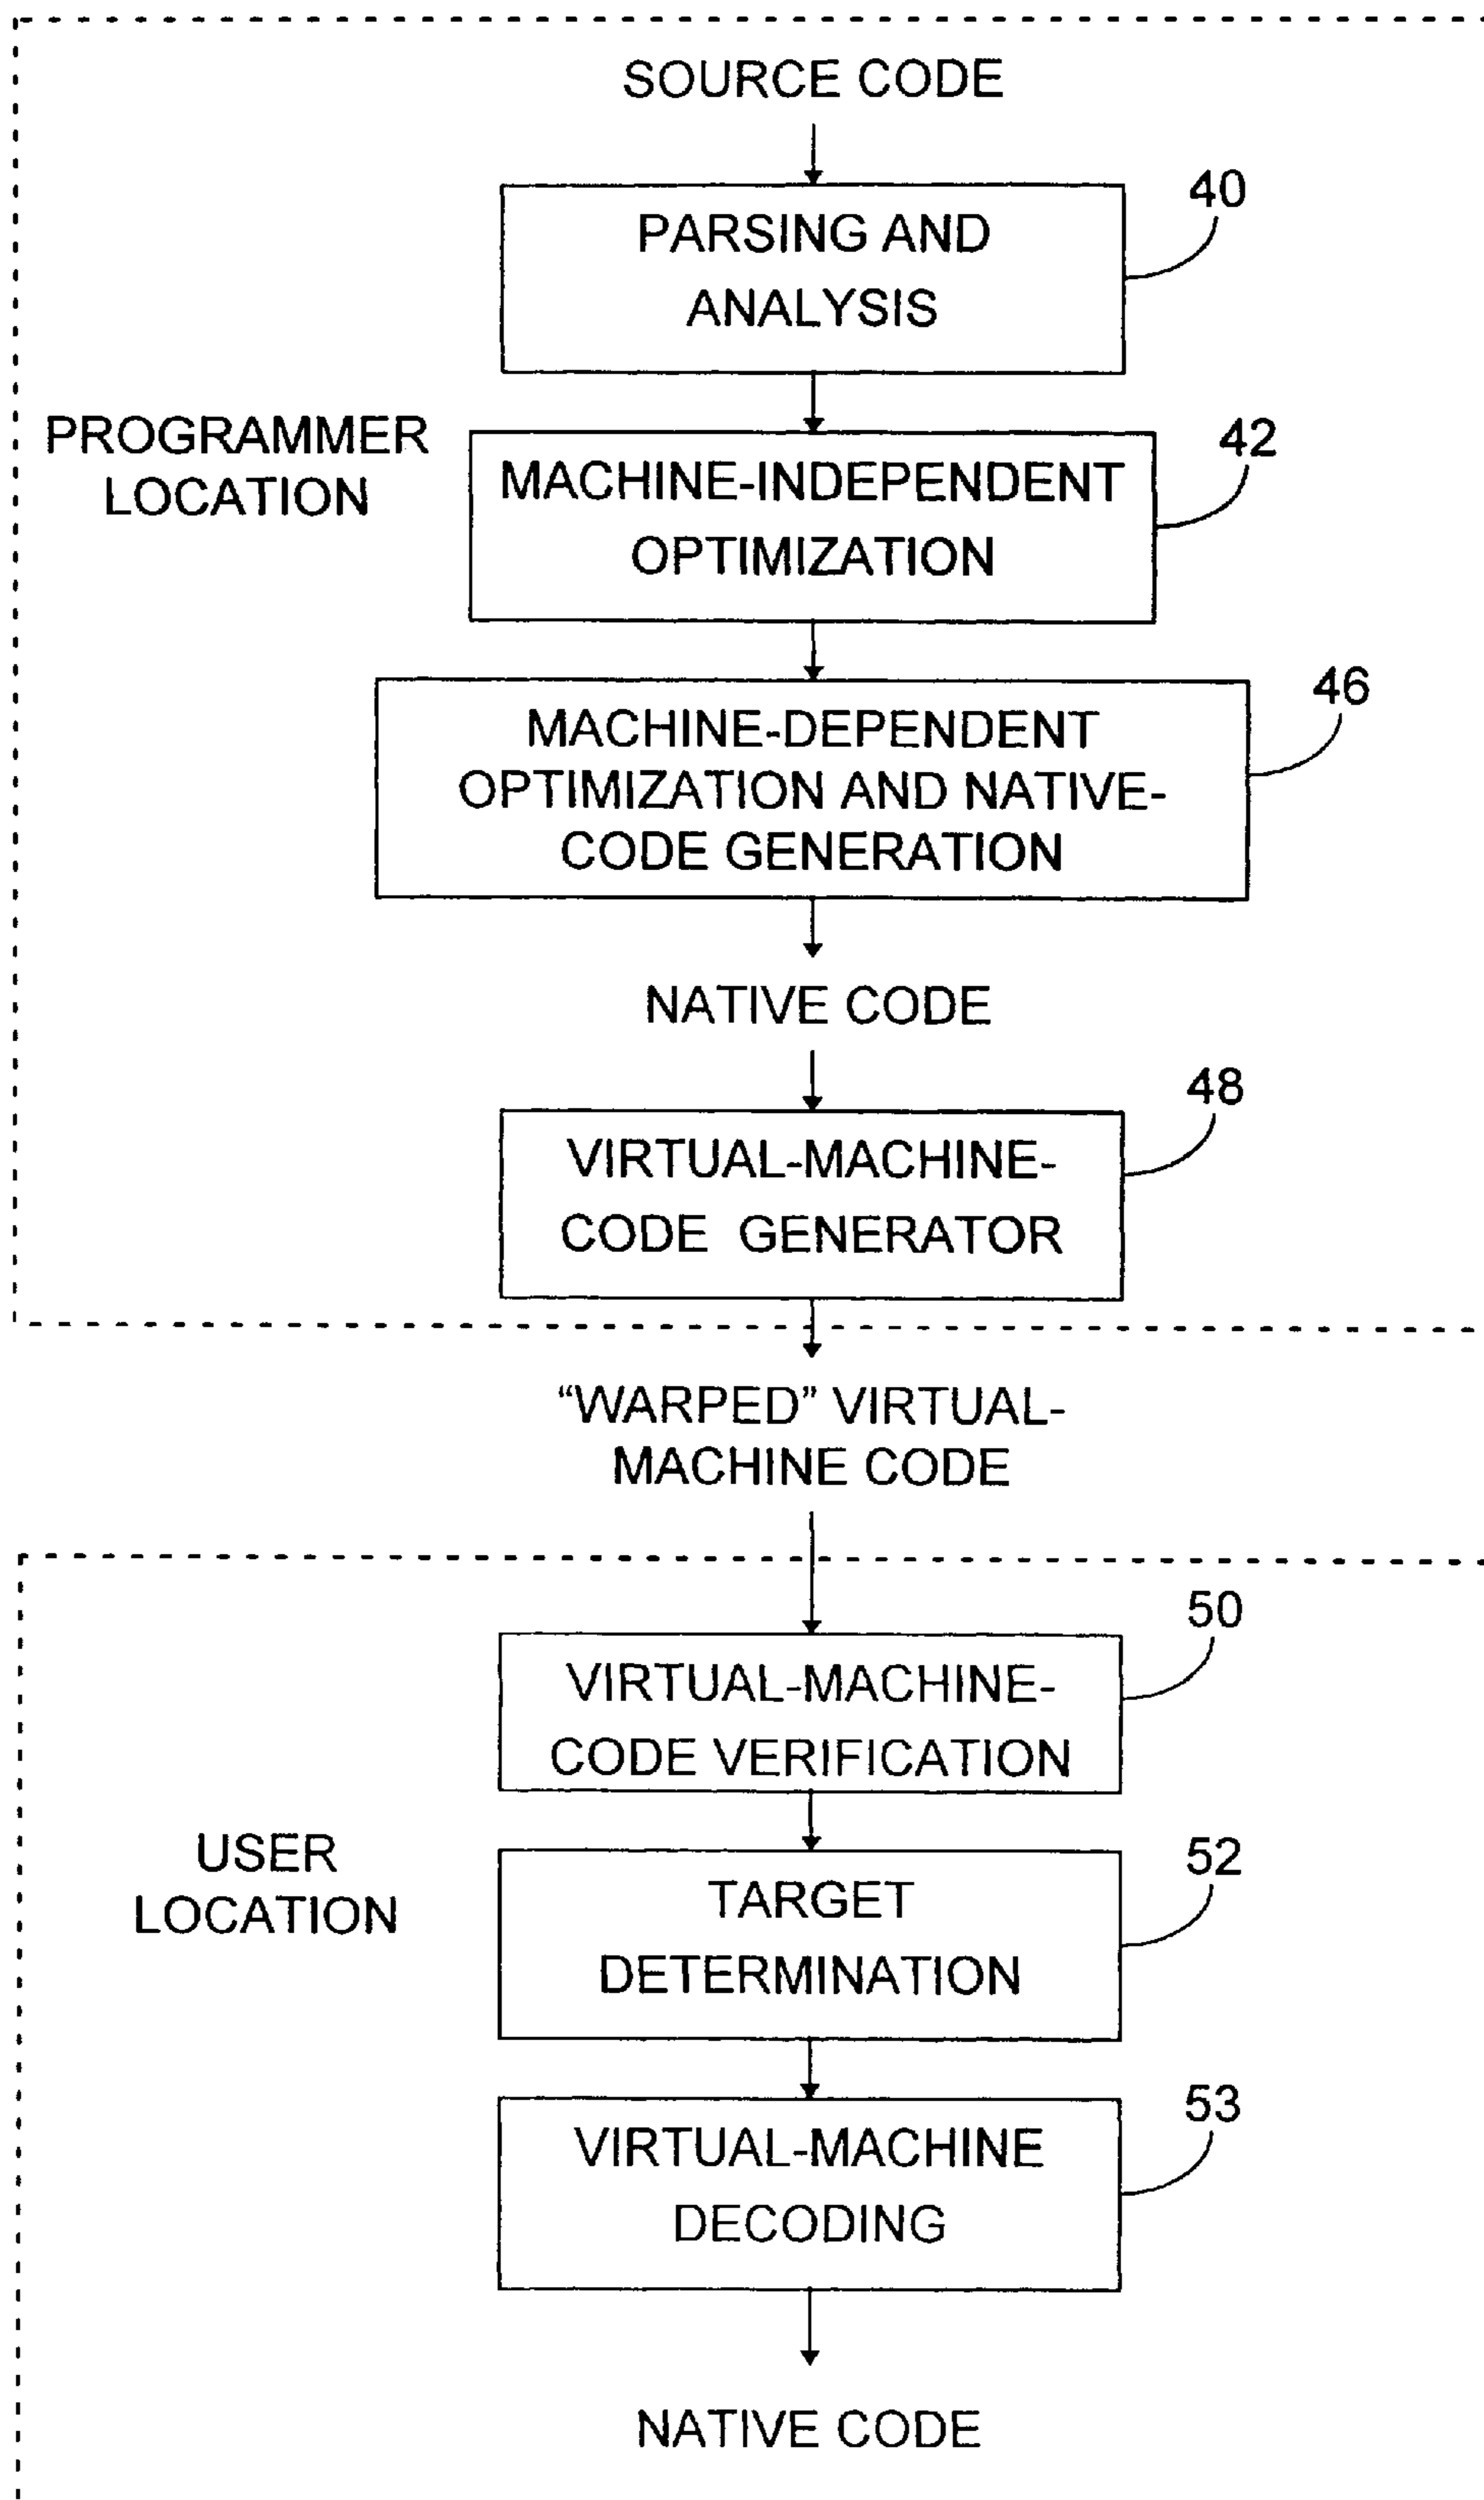 SOURCE CODE
40
PARSING AND
ANALYSIS
PROGRAMMER
LOCATION
42
MACHINE-INDEPENDENT
OPTIMIZATION
46
MACHINE-DEPENDENT
OPTIMIZATION AND NATIVE-
CODE GENERATION
NATIVE CODE
48
VIRTUAL-MACHINE-
CODE GENERATOR
“WARPED” VIRTUAL-
MACHINE CODE
50
VIRTUAL-MACHINE-
CODE VERIFICATION
USER
LOCATION
52
TARGET
DETERMINATION
53
VIRTUAL-MACHINE
DECODING
NATIVE CODE